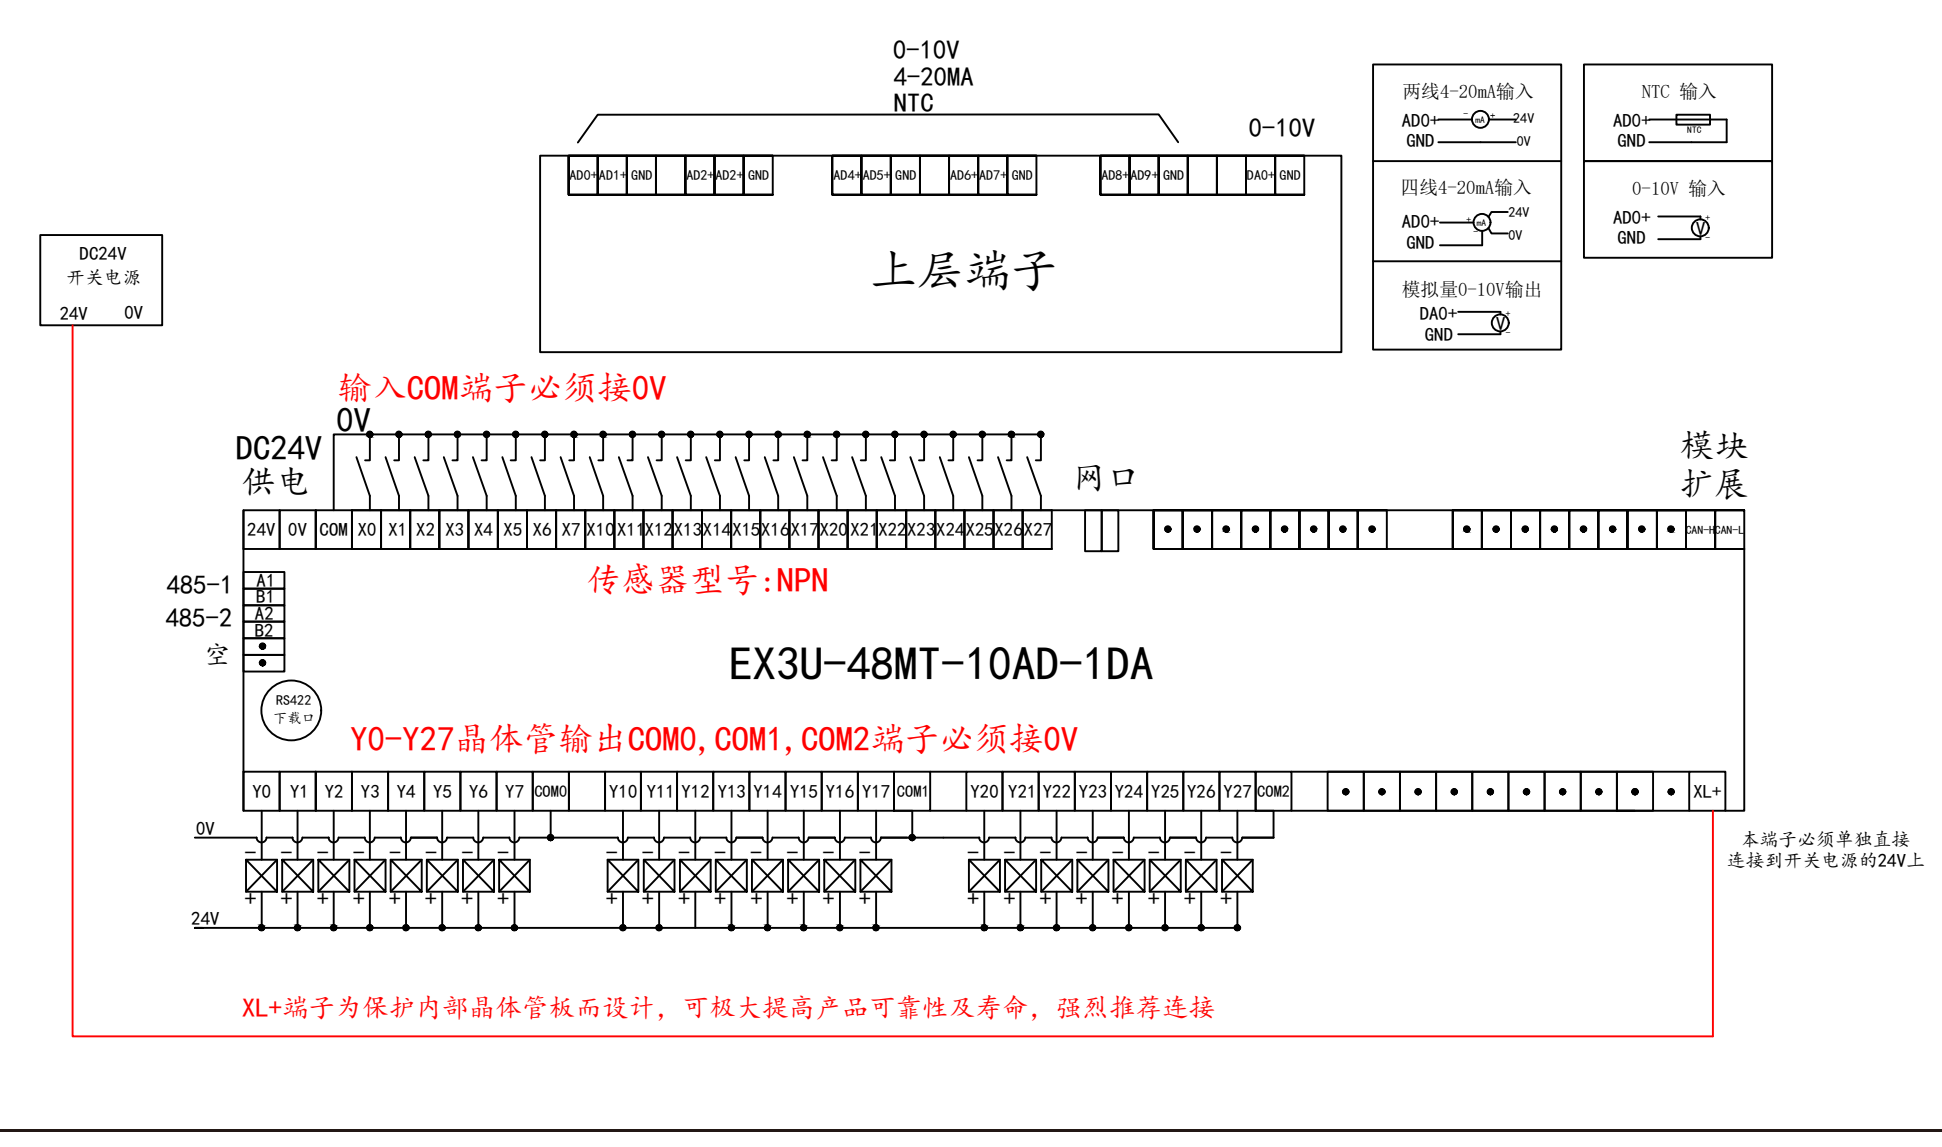 0-10V
4-20MA
NTC
0-10V
AD0+ AD1+ GND AD2+ AD2+ GND AD4+ AD5+ GND AD6+ AD7+ GND AD8+ AD9+ GND DA0+ GND
上层端子
两线4-20mA输入
AD0+ - mA + 24V
GND 0V
四线4-20mA输入
AD0+ + mA 24V
GND - 0V
模拟量0-10V输出
DA0+ V +
GND -
NTC 输入
AD0+ NTC
GND
0-10V 输入
AD0+ V +
GND -
DC24V
开关电源
24V 0V
输入COM端子必须接0V
0V
DC24V
供电
网口
模块
扩展
24V 0V COM X0 X1 X2 X3 X4 X5 X6 X7 X10 X11 X12 X13 X14 X15 X16 X17 X20 X21 X22 X23 X24 X25 X26 X27 CAN-H CAN-L
传感器型号:NPN
485-1 A1
B1
485-2 A2
B2
空
EX3U-48MT-10AD-1DA
RS422
下载口
Y0-Y27晶体管输出COM0,COM1,COM2端子必须接0V
Y0 Y1 Y2 Y3 Y4 Y5 Y6 Y7 COM0 Y10 Y11 Y12 Y13 Y14 Y15 Y16 Y17 COM1 Y20 Y21 Y22 Y23 Y24 Y25 Y26 Y27 COM2 XL+
0V
- - - - - - - - - - - - - - - - - - - - - - - -
+ + + + + + + + + + + + + + + + + + + + + + + +
24V
本端子必须单独直接
连接到开关电源的24V上
XL+端子为保护内部晶体管板而设计，可极大提高产品可靠性及寿命，强烈推荐连接